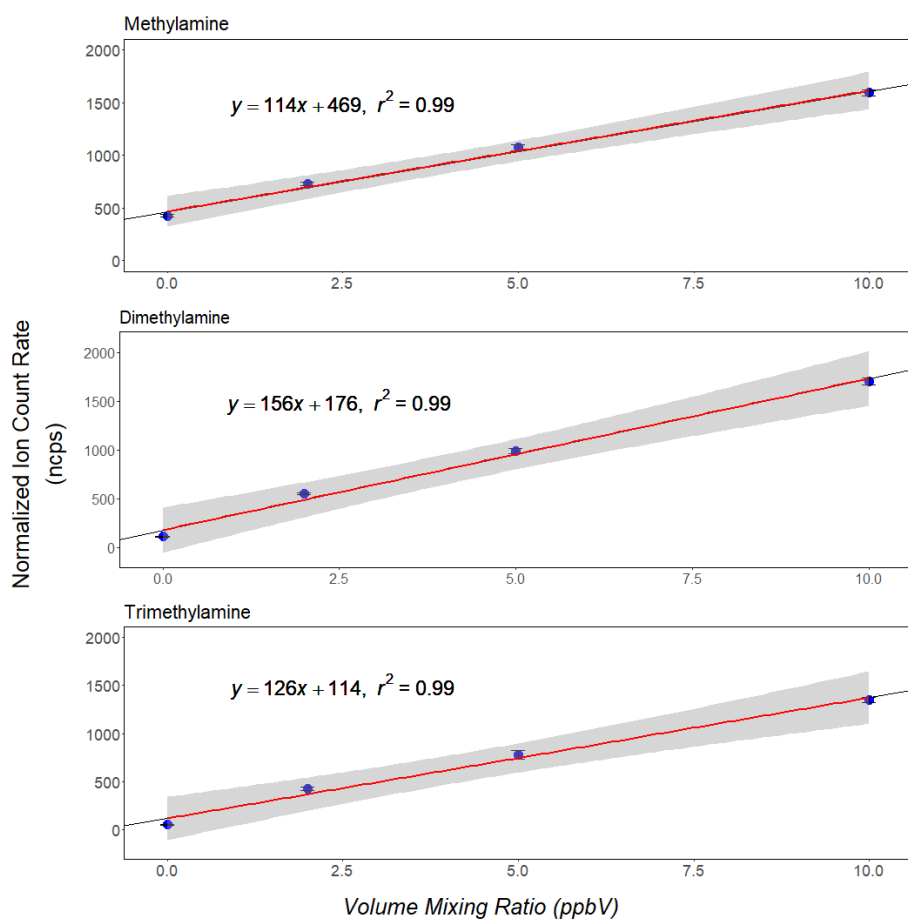 Methylamine
2000
1500
1000
500
0
y = 114x + 469, r² = 0.99
0.0 2.5 5.0 7.5 10.0
Dimethylamine
2000
1500
1000
500
0
y = 156x + 176, r² = 0.99
0.0 2.5 5.0 7.5 10.0
Normalized Ion Count Rate
(ncps)
Trimethylamine
2000
1500
1000
500
0
y = 126x + 114, r² = 0.99
0.0 2.5 5.0 7.5 10.0
Volume Mixing Ratio (ppbV)